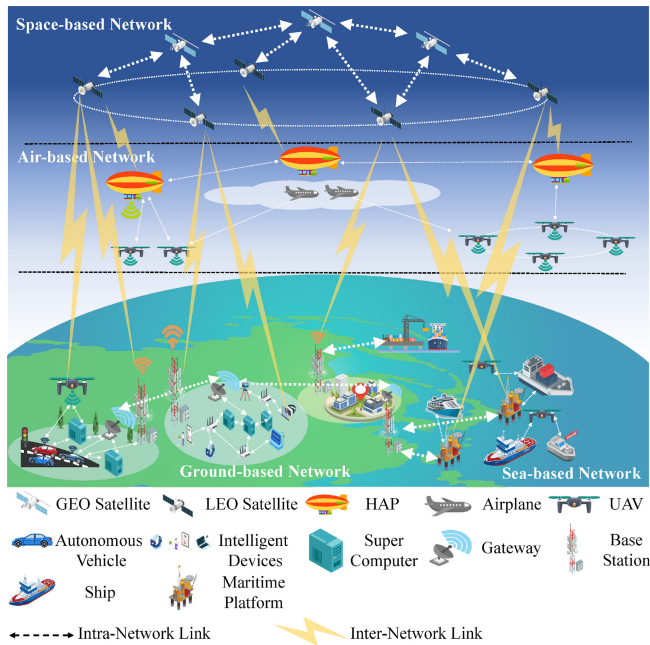 Space-based Network
Air-based Network
Ground-based Network
Sea-based Network
GEO Satellite
LEO Satellite
HAP
Airplane
UAV
Autonomous
Vehicle
Intelligent
Devices
Super
Computer
Gateway
Base
Station
Ship
Maritime
Platform
Intra-Network Link
Inter-Network Link